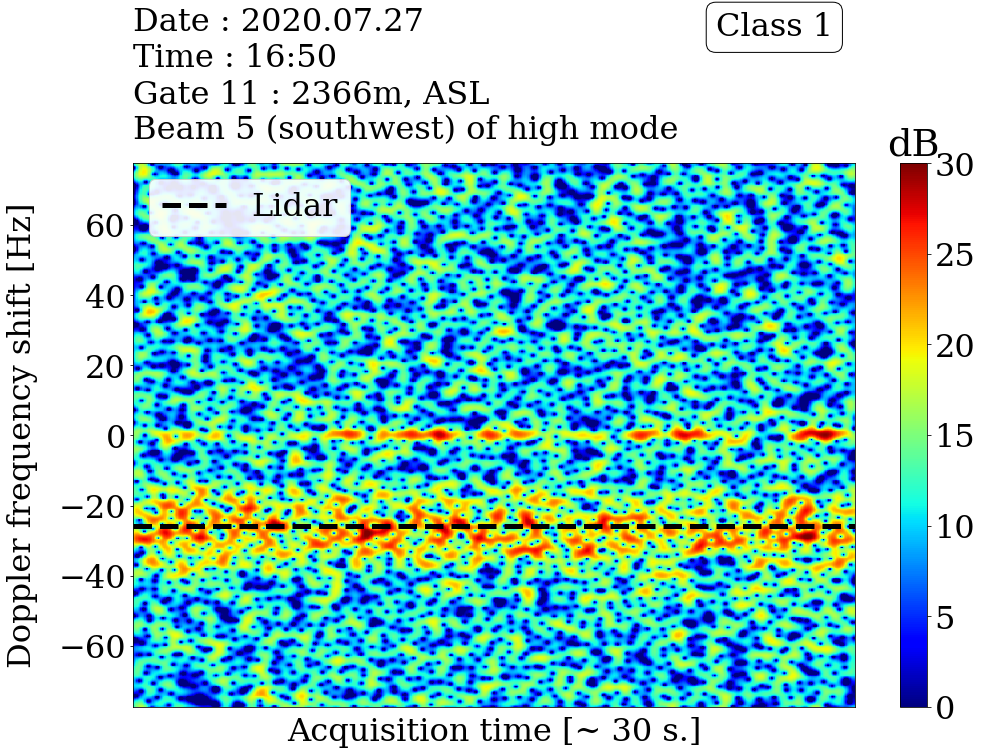 Date : 2020.07.27
Time : 16:50
Gate 11 : 2366m, ASL
Beam 5 (southwest) of high mode
Class 1
dB
Lidar
Doppler frequency shift [Hz]
60
40
20
0
−20
−40
−60
Acquisition time [~ 30 s.]
30
25
20
15
10
5
0